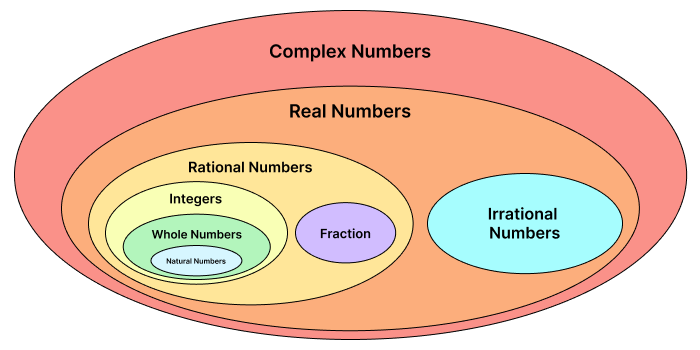 Complex Numbers
Real Numbers
Rational Numbers
Integers
Whole Numbers
Natural Numbers
Fraction
Irrational
Numbers